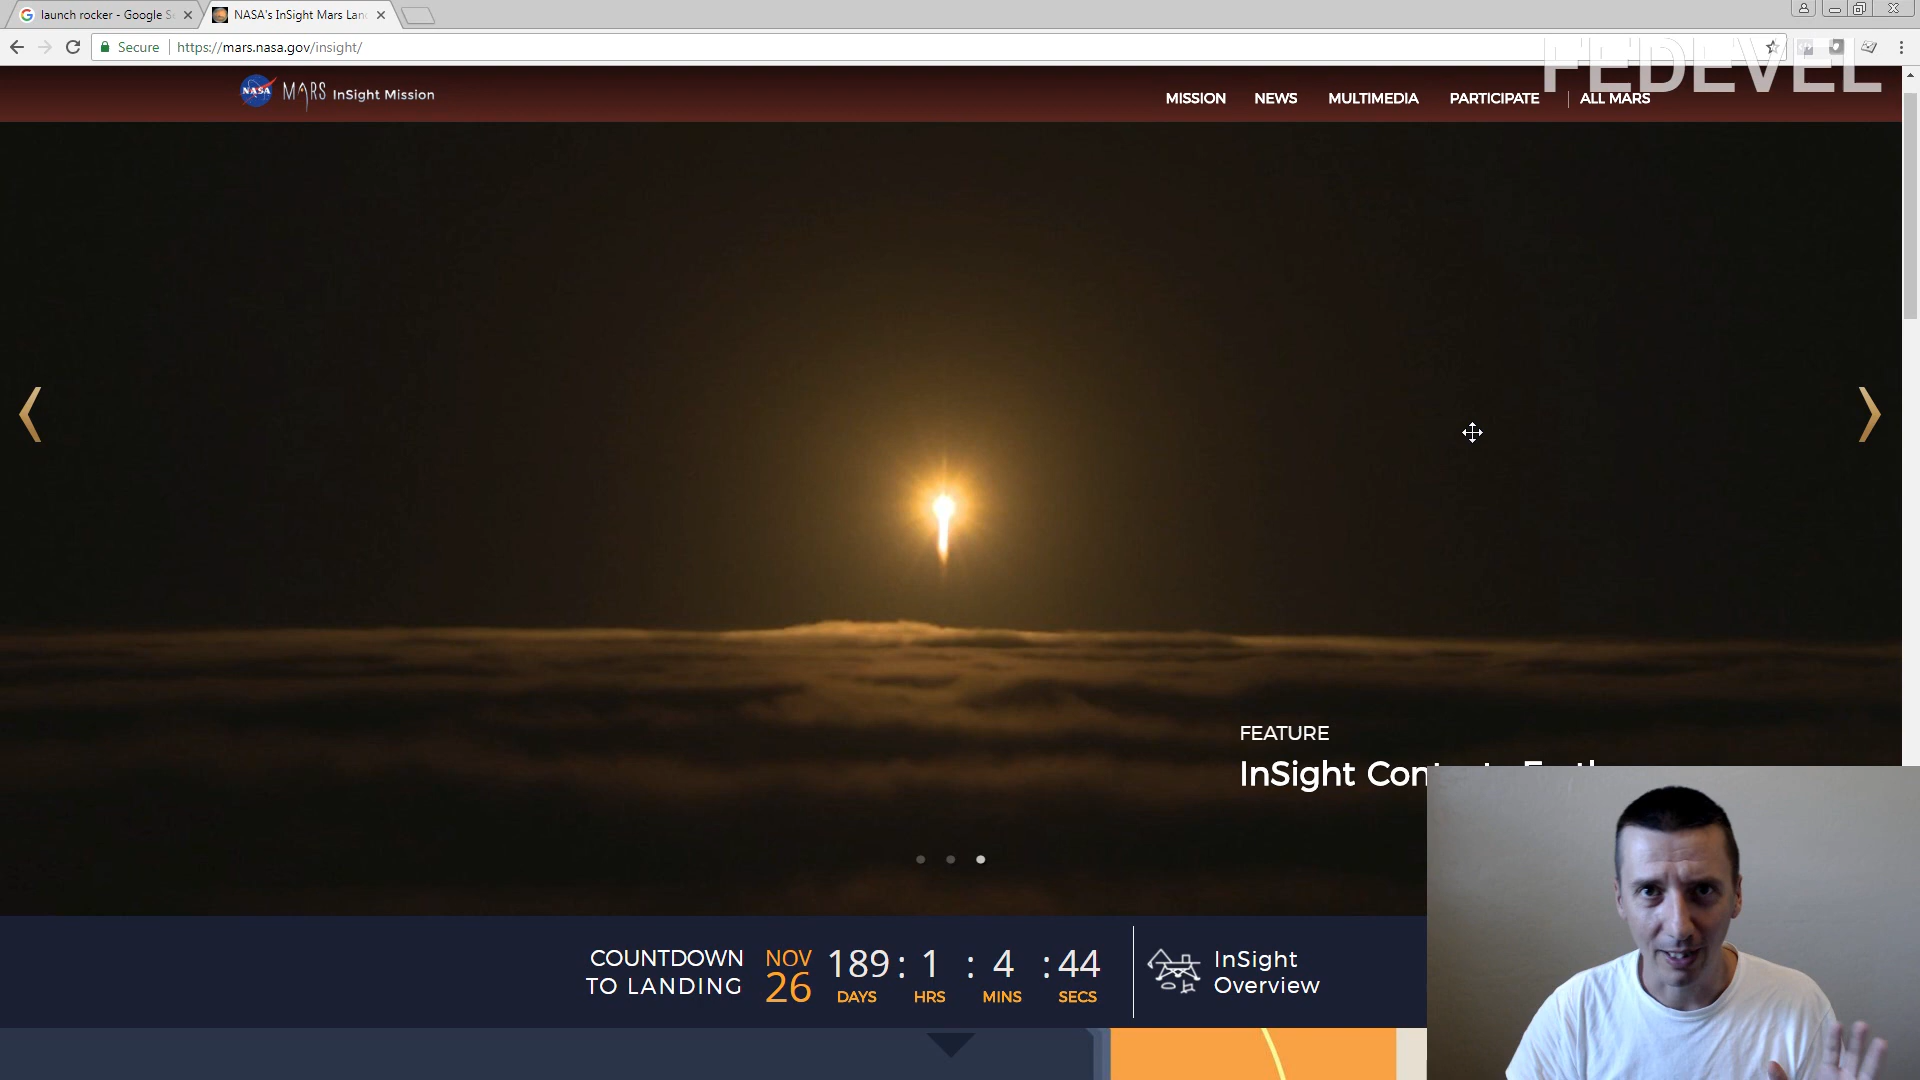 launch rocker - Google S
NASA's InSight Mars Lan
Secure
https://mars.nasa.gov/insight/
FEDEVEL
NASA
MARS InSight Mission
MISSION
NEWS
MULTIMEDIA
PARTICIPATE
ALL MARS
FEATURE
InSight
COUNTDOWN
TO LANDING
NOV
26
189 : 1 : 4 : 44
DAYS HRS MINS SECS
InSight
Overview